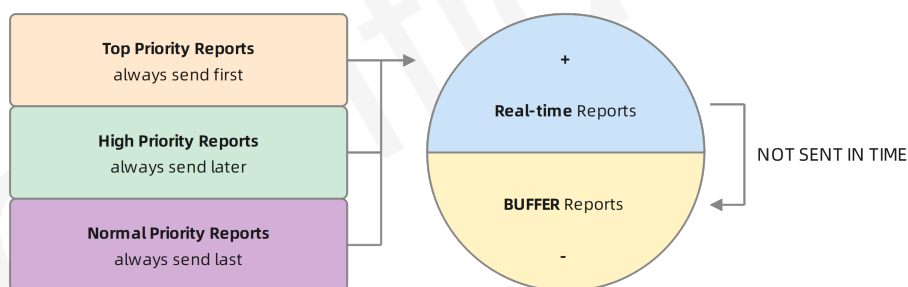 Top Priority Reports
always send first
High Priority Reports
always send later
Normal Priority Reports
always send last
+
Real-time Reports
BUFFER Reports
-
NOT SENT IN TIME